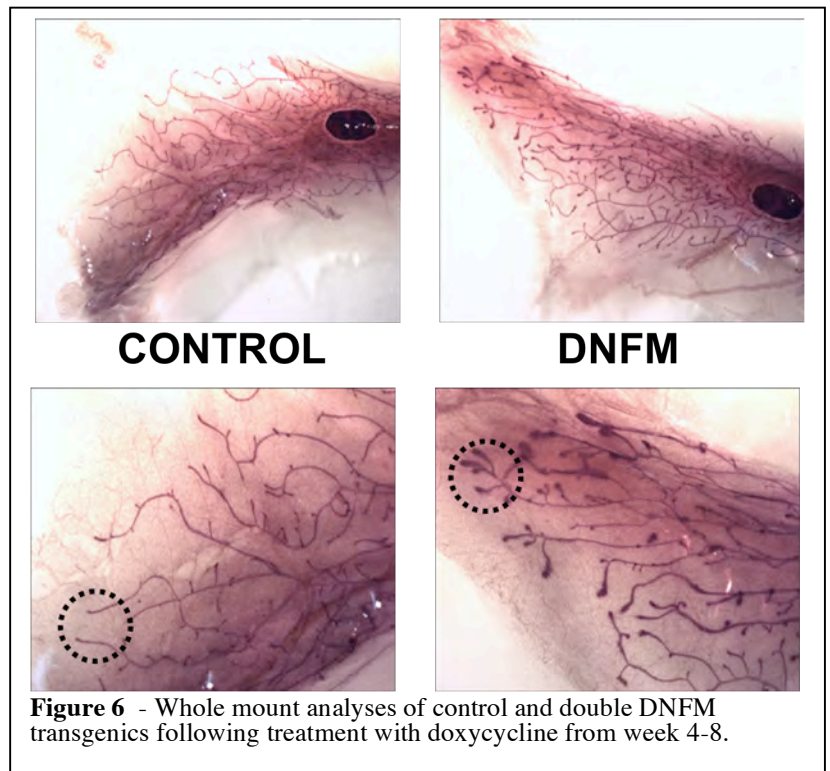 CONTROL
DNFM
Figure 6 - Whole mount analyses of control and double DNFM
transgenics following treatment with doxycycline from week 4-8.